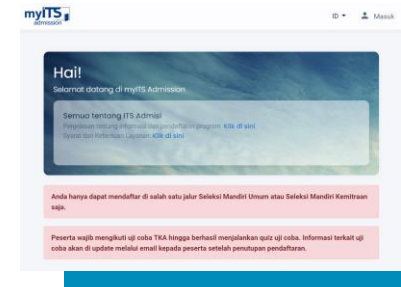 myITS
admission
ID
Masuk
Hai!
Selamat datang di myITS Admission
Semua tentang ITS Admisi
Penjelasan tentang informasi dan pendaftaran program Klik di sini
Syarat dan Ketentuan Layanan Klik di sini
Anda hanya dapat mendaftar di salah satu jalur Seleksi Mandiri Umum atau Seleksi Mandiri Kemitraan
saja.
Peserta wajib mengikuti uji coba TKA hingga berhasil menjalankan quiz uji coba. Informasi terkait uji
coba akan di update melalui email kepada peserta setelah penutupan pendaftaran.